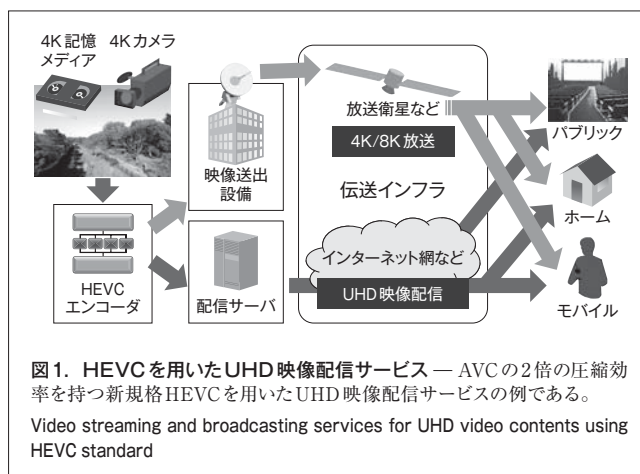 4K記憶
メディア
4Kカメラ
映像送出
設備
HEVC
エンコーダ
配信サーバ
放送衛星など
4K/8K放送
伝送インフラ
インターネット網など
UHD映像配信
パブリック
ホーム
モバイル
図1. HEVCを用いたUHD映像配信サービス — AVCの2倍の圧縮効
率を持つ新規格HEVCを用いたUHD映像配信サービスの例である。
Video streaming and broadcasting services for UHD video contents using
HEVC standard